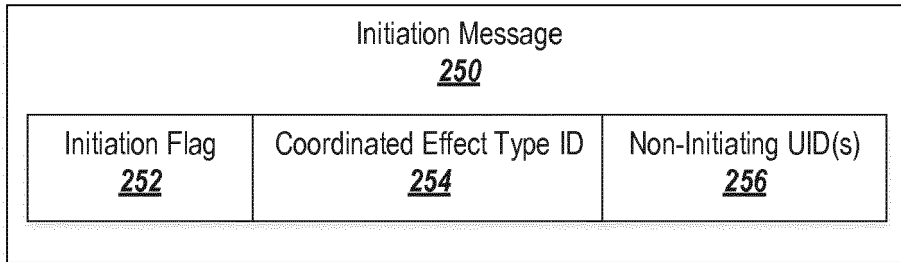 Initiation Message
250
Initiation Flag
252
Coordinated Effect Type ID
254
Non-Initiating UID(s)
256